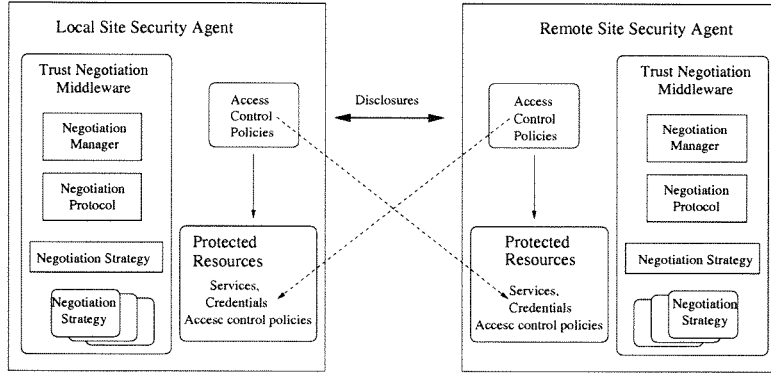 Local Site Security Agent
Trust Negotiation
Middleware
Negotiation
Manager
Negotiation
Protocol
Negotiation Strategy
Negotiation
Strategy
Access
Control
Policies
Protected
Resources
Services,
Credentials
Accesc control policies
Disclosures
Remote Site Security Agent
Access
Control
Policies
Protected
Resources
Services,
Credentials
Accesc control policies
Trust Negotiation
Middleware
Negotiation
Manager
Negotiation
Protocol
Negotiation Strategy
Negotiation
Strategy